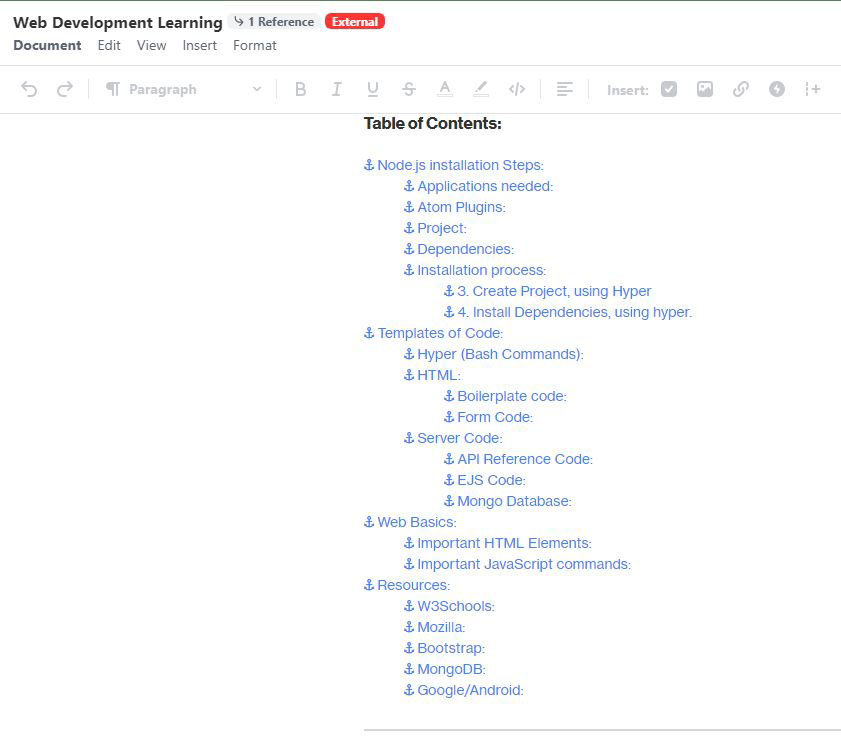 Web Development Learning 1 Reference External
Document Edit View Insert Format
Paragraph B I U S A </> Insert:
Table of Contents:
Node.js installation Steps:
Applications needed:
Atom Plugins:
Project:
Dependencies:
Installation process:
3. Create Project, using Hyper
4. Install Dependencies, using hyper.
Templates of Code:
Hyper (Bash Commands):
HTML:
Boilerplate code:
Form Code:
Server Code:
API Reference Code:
EJS Code:
Mongo Database:
Web Basics:
Important HTML Elements:
Important JavaScript commands:
Resources:
W3Schools:
Mozilla:
Bootstrap:
MongoDB:
Google/Android: